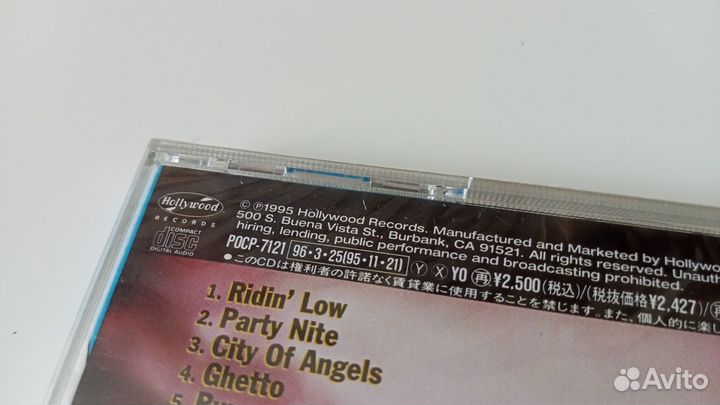 Hollywood
RECORDS
COMPACT
disc
DIGITAL AUDIO
© ℗1995 Hollywood Records. Manufactured and Marketed by Hollywoo
500 S. Buena Vista St., Burbank, CA 91521. All rights reserved. Unauth
hiring, lending, public performance and broadcasting prohibited.
POCP-7121 96・3・25(95・11・21) Ⓨ Ⓧ YO 再 ¥2,500(税込)/(税抜価格¥2,427)/
●このCDは権利者の許諾なく賃貸業に使用することを禁じます。また、個人的に楽し
1. Ridin' Low
2. Party Nite
3. City Of Angels
4. Ghetto
5.
Avito